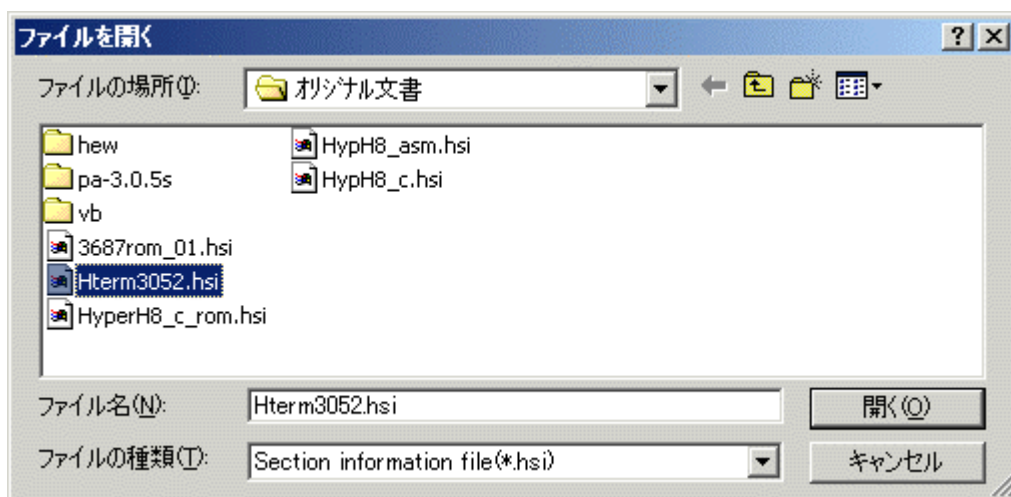 ファイルを開く
ファイルの場所(I):
オリジナル文書
hew
pa-3.0.5s
vb
3687rom_01.hsi
Hterm3052.hsi
HyperH8_c_rom.hsi
HypH8_asm.hsi
HypH8_c.hsi
ファイル名(N):
Hterm3052.hsi
開く(O)
ファイルの種類(T):
Section information file(*.hsi)
キャンセル